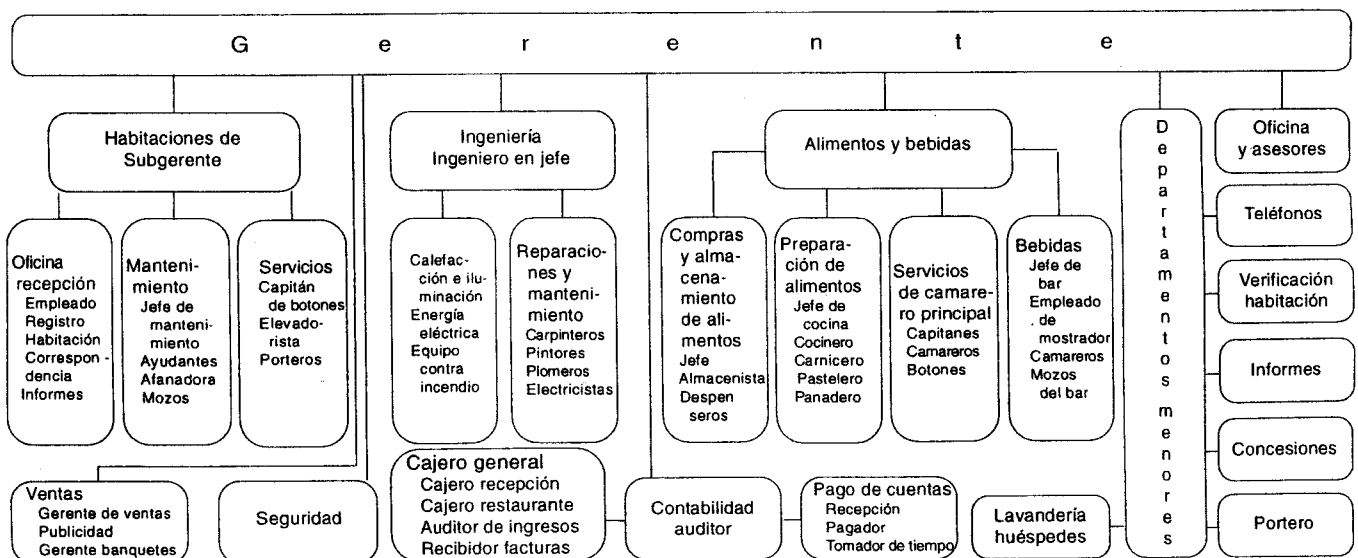 G e r e n t e
Habitaciones de
Subgerente
Oficina
recepción
Empleado
Registro
Habitación
Correspon-
dencia
Informes
Manteni-
miento
Jefe de
manteni-
miento
Ayudantes
Afanadora
Mozos
Servicios
Capitán
de botones
Elevado-
rista
Porteros
Ventas
Gerente de ventas
Publicidad
Gerente banquetes
Seguridad
Ingeniería
Ingeniero en jefe
Calefac-
ción e ilu-
minación
Energía
eléctrica
Equipo
contra
incendio
Reparacio-
nes y
manteni-
miento
Carpinteros
Pintores
Plomeros
Electricistas
Cajero general
Cajero recepción
Cajero restaurante
Auditor de ingresos
Recibidor facturas
Contabilidad
auditor
Pago de cuentas
Recepción
Pagador
Tomador de tiempo
Alimentos y bebidas
Compras
y alma-
cena-
miento
de ali-
mentos
Jefe
Almacenista
Despen
seros
Prepara-
ción de
alimentos
Jefe de
cocina
Cocinero
Carnicero
Pastelero
Panadero
Servicios
de camare-
ro principal
Capitanes
Camareros
Botones
Bebidas
Jefe de
bar
Empleado
de
mostrador
Camareros
Mozos
del bar
Departamentos menores
Oficina
y asesores
Teléfonos
Verificación
habitación
Informes
Concesiones
Portero
Lavandería
huéspedes